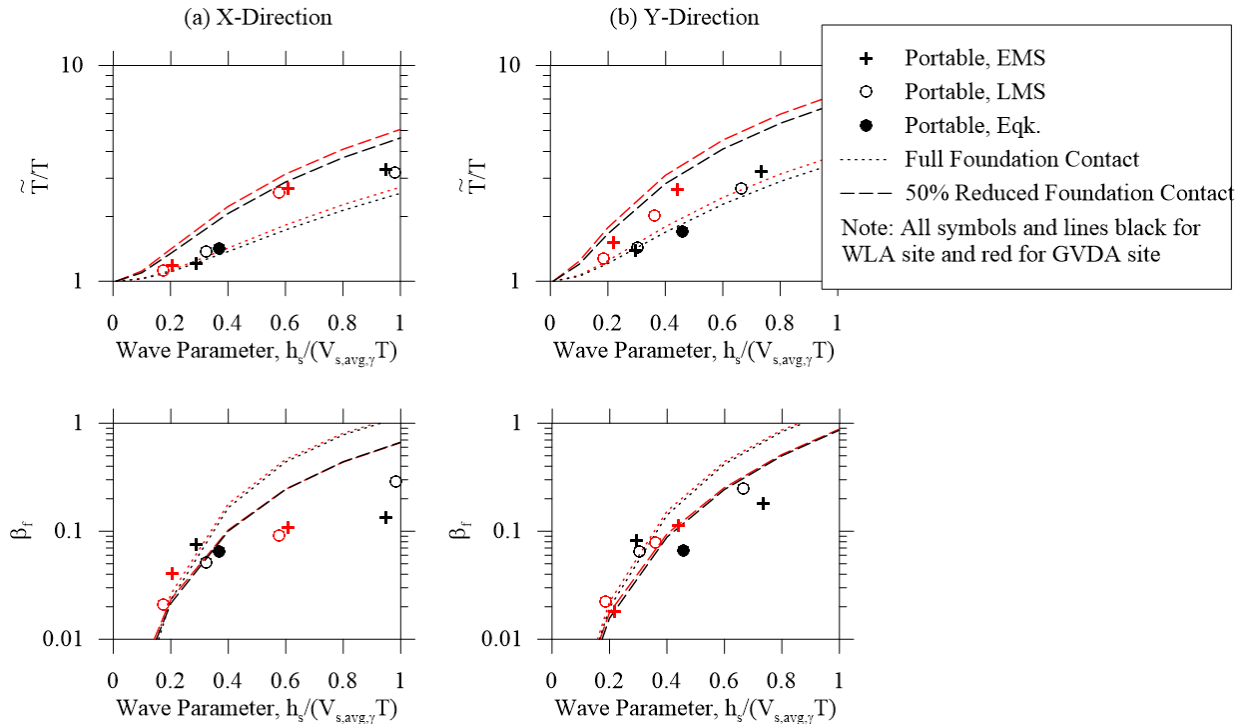 (a) X-Direction
(b) Y-Direction
10
1
T̃/T
0 0.2 0.4 0.6 0.8 1
Wave Parameter, hₛ/(Vₛ,avg,γT)
10
1
T̃/T
0 0.2 0.4 0.6 0.8 1
Wave Parameter, hₛ/(Vₛ,avg,γT)
Portable, EMS
Portable, LMS
Portable, Eqk.
Full Foundation Contact
50% Reduced Foundation Contact
Note: All symbols and lines black for
WLA site and red for GVDA site
1
0.1
0.01
βf
0 0.2 0.4 0.6 0.8 1
Wave Parameter, hₛ/(Vₛ,avg,γT)
1
0.1
0.01
βf
0 0.2 0.4 0.6 0.8 1
Wave Parameter, hₛ/(Vₛ,avg,γT)